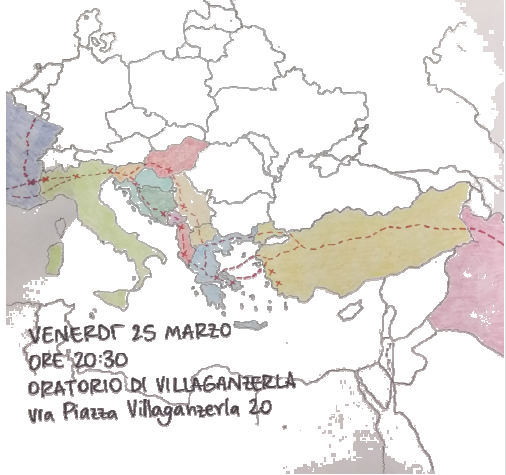 VENERDÌ 25 MARZO
ORE 20:30
ORATORIO DI VILLAGANZERLA
via Piazza Villaganzerla 20